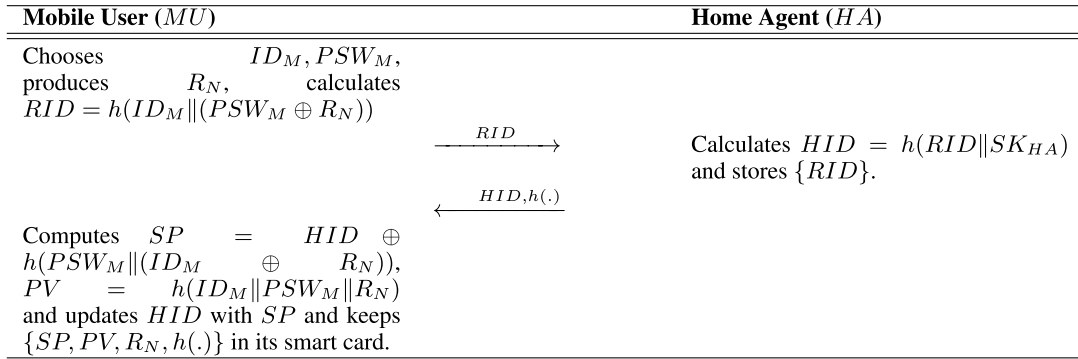 Mobile User (MU)
Home Agent (HA)
Chooses ID_M, PSW_M,
produces R_N, calculates
RID = h(ID_M‖(PSW_M ⊕ R_N))
RID
Calculates HID = h(RID‖SK_HA)
and stores {RID}.
HID,h(.)
Computes SP = HID ⊕
h(PSW_M‖(ID_M ⊕ R_N)),
PV = h(ID_M‖PSW_M‖R_N)
and updates HID with SP and keeps
{SP, PV, R_N, h(.)} in its smart card.